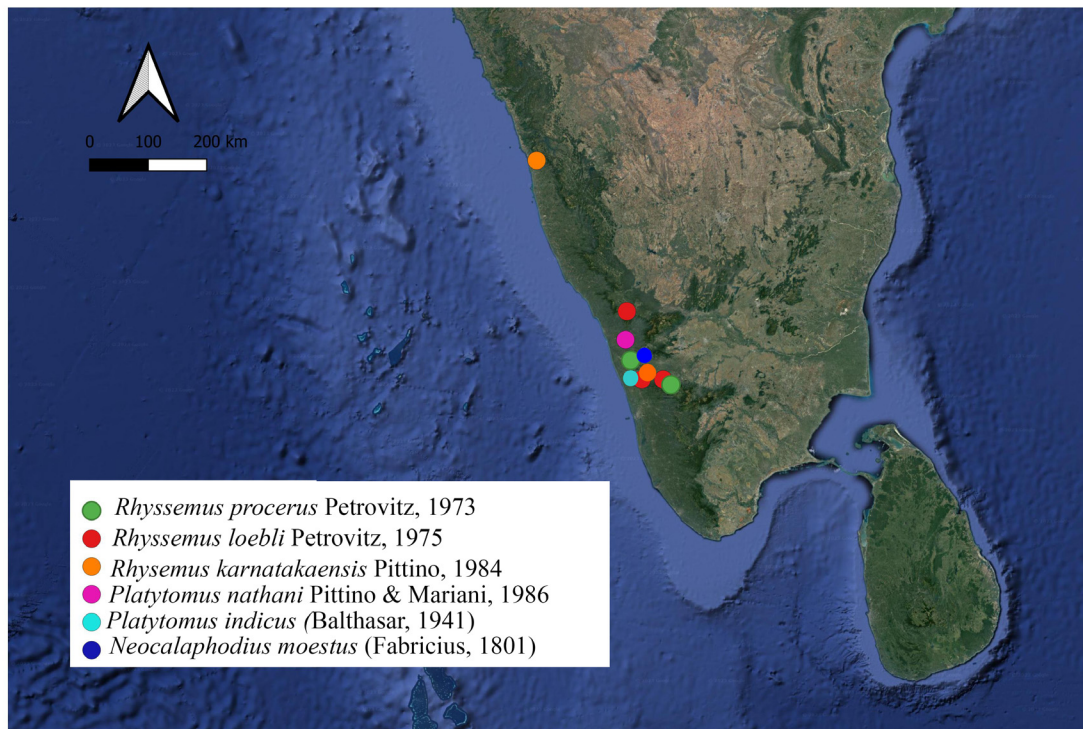 0 100 200 km
Rhyssemus procerus Petrovitz, 1973
Rhyssemus loebli Petrovitz, 1975
Rhysemus karnatakaensis Pittino, 1984
Platytomus nathani Pittino & Mariani, 1986
Platytomus indicus (Balthasar, 1941)
Neocalaphodius moestus (Fabricius, 1801)